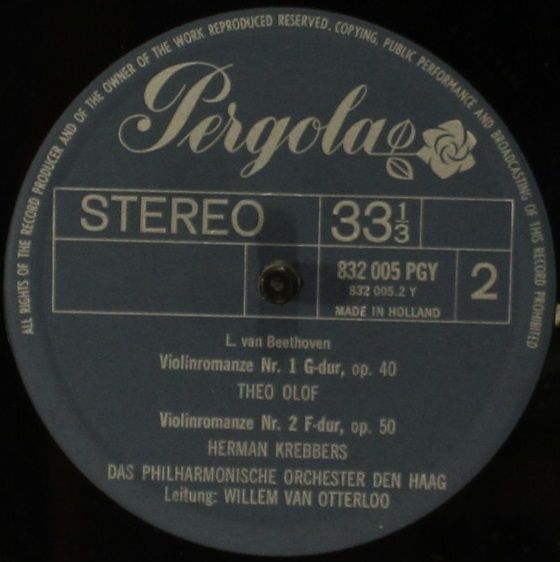 ALL RIGHTS OF THE RECORD PRODUCER AND OF THE OWNER OF THE WORK REPRODUCED RESERVED. COPYING, PUBLIC PERFORMANCE AND BROADCASTING OF THIS RECORD PROHIBITED
Pergola
STEREO
33 1/3
832 005 PGY
832 005.2 Y
MADE IN HOLLAND
2
L. van Beethoven
Violinromanze Nr. 1 G-dur, op. 40
THEO OLOF
Violinromanze Nr. 2 F-dur, op. 50
HERMAN KREBBERS
DAS PHILHARMONISCHE ORCHESTER DEN HAAG
Leitung: WILLEM VAN OTTERLOO